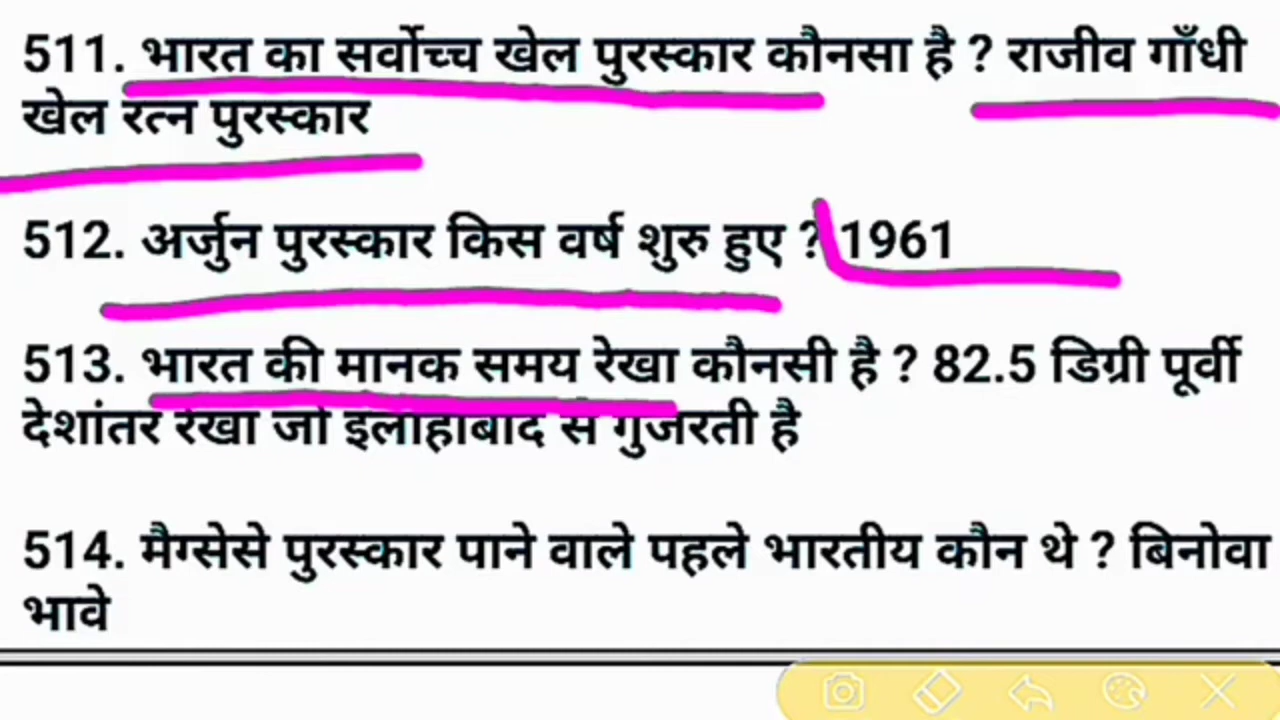 511. भारत का सर्वोच्च खेल पुरस्कार कौनसा है ? राजीव गाँधी
खेल रत्न पुरस्कार
512. अर्जुन पुरस्कार किस वर्ष शुरु हुए ? 1961
513. भारत की मानक समय रेखा कौनसी है ? 82.5 डिग्री पूर्वी
देशांतर रेखा जो इलाहाबाद से गुजरती है
514. मैग्सेसे पुरस्कार पाने वाले पहले भारतीय कौन थे ? बिनोवा
भावे